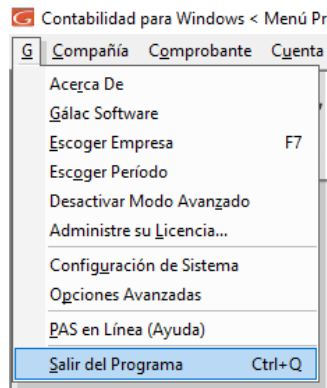 Contabilidad para Windows < Menú Pr
G Compañía Comprobante Cuenta
Acerca De
Gálac Software
Escoger Empresa F7
Escoger Período
Desactivar Modo Avanzado
Administre su Licencia...
Configuración de Sistema
Opciones Avanzadas
PAS en Línea (Ayuda)
Salir del Programa Ctrl+Q